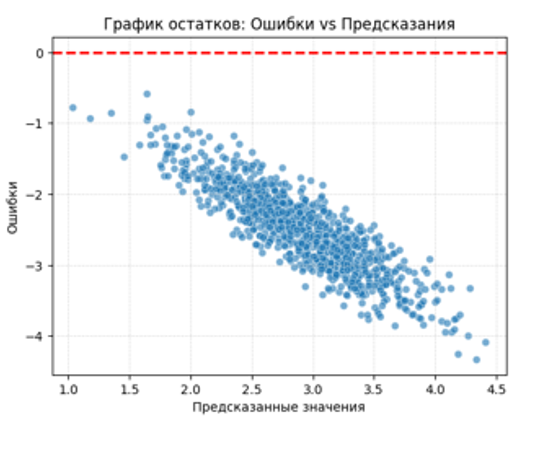 График остатков: Ошибки vs Предсказания
0
−1
−2
−3
−4
Ошибки
1.0 1.5 2.0 2.5 3.0 3.5 4.0 4.5
Предсказанные значения